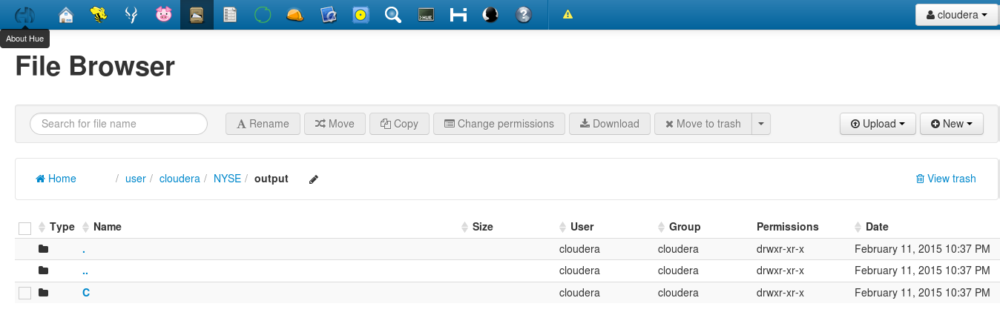 cloudera
About Hue
HUE
File Browser
Search for file name Rename Move Copy Change permissions Download Move to trash Upload New
Home / user / cloudera / NYSE / output View trash
Type Name Size User Group Permissions Date
. cloudera cloudera drwxr-xr-x February 11, 2015 10:37 PM
.. cloudera cloudera drwxr-xr-x February 11, 2015 10:37 PM
C cloudera cloudera drwxr-xr-x February 11, 2015 10:37 PM